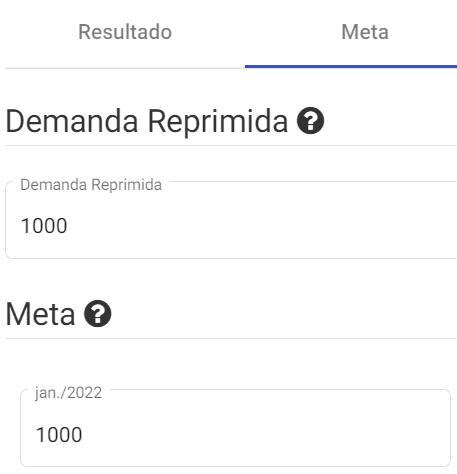 Resultado Meta
Demanda Reprimida ?
Demanda Reprimida
1000
Meta ?
jan./2022
1000